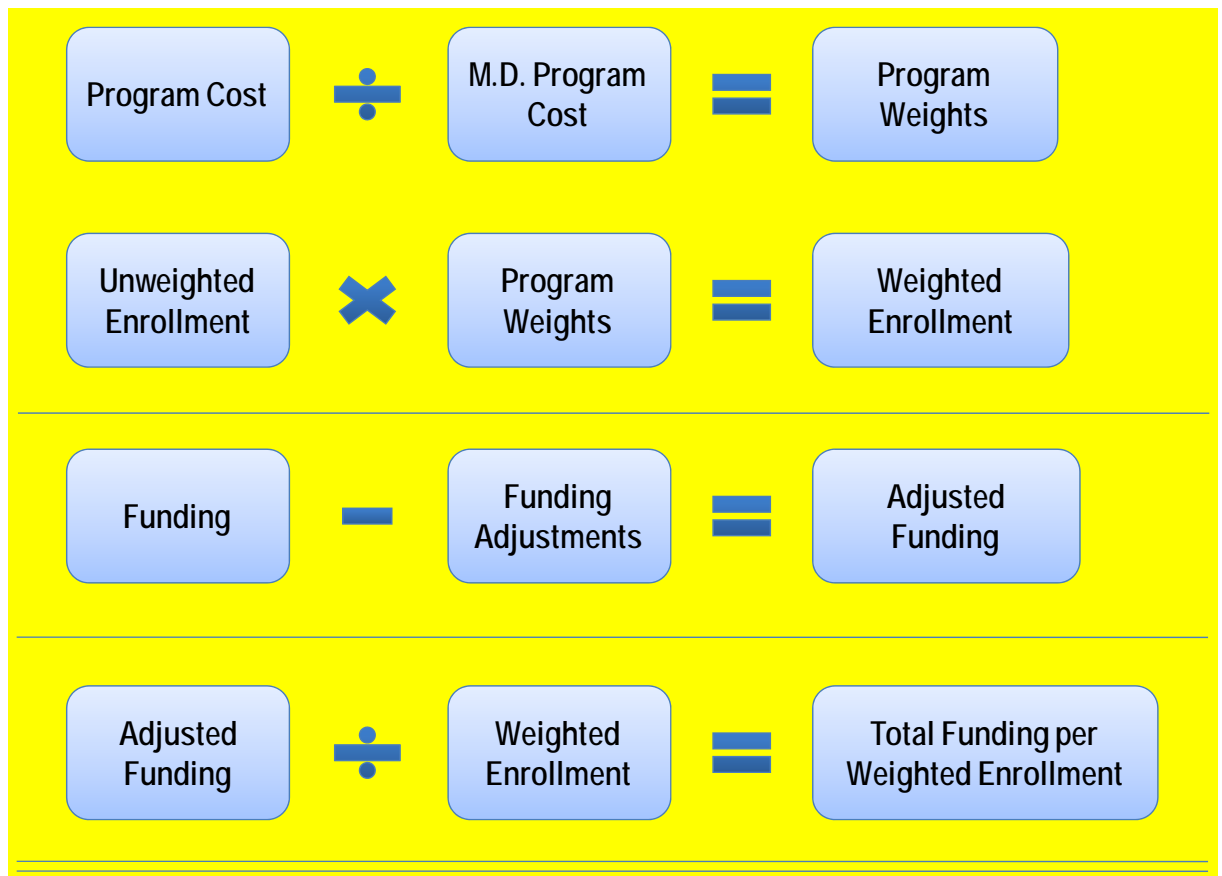 Program Cost ÷ M.D. Program Cost = Program Weights
Unweighted Enrollment × Program Weights = Weighted Enrollment
Funding − Funding Adjustments = Adjusted Funding
Adjusted Funding ÷ Weighted Enrollment = Total Funding per Weighted Enrollment